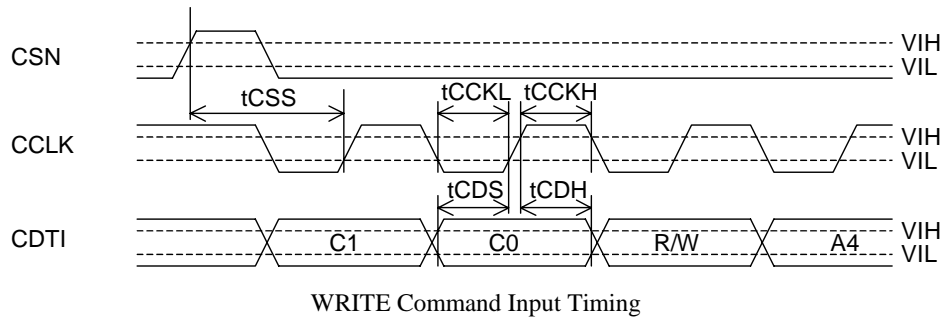 CSN VIH
VIL
tCSS tCCKL tCCKH
CCLK VIH
VIL
tCDS tCDH
CDTI C1 C0 R/W A4 VIH
VIL
WRITE Command Input Timing